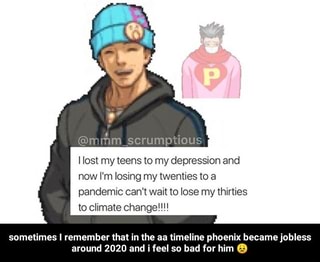 P
@mmm_scrumptious
I lost my teens to my depression and
now I'm losing my twenties to a
pandemic can't wait to lose my thirties
to climate change!!!!
sometimes I remember that in the aa timeline phoenix became jobless
around 2020 and i feel so bad for him 😟